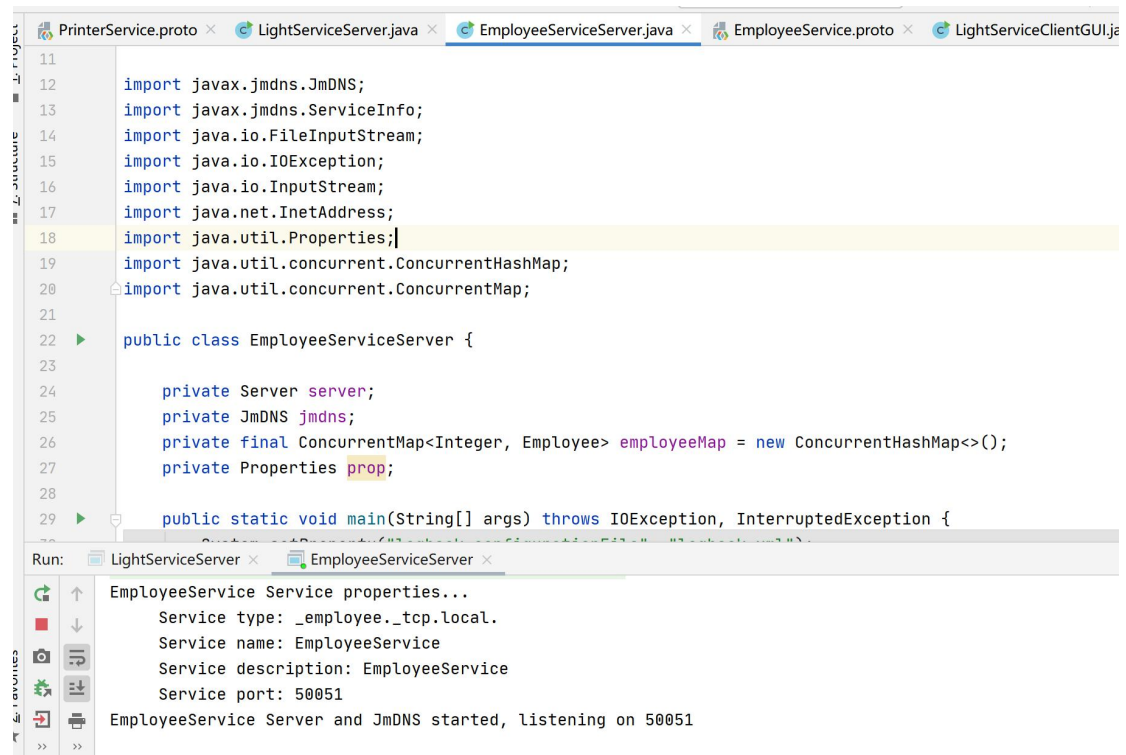 PrinterService.proto × LightServiceServer.java × EmployeeServiceServer.java × EmployeeService.proto × LightServiceClientGUI.ja
Project
Structure
11
12 import javax.jmdns.JmDNS;
13 import javax.jmdns.ServiceInfo;
14 import java.io.FileInputStream;
15 import java.io.IOException;
16 import java.io.InputStream;
17 import java.net.InetAddress;
18 import java.util.Properties;
19 import java.util.concurrent.ConcurrentHashMap;
20 import java.util.concurrent.ConcurrentMap;
21
22 public class EmployeeServiceServer {
23
24 private Server server;
25 private JmDNS jmdns;
26 private final ConcurrentMap<Integer, Employee> employeeMap = new ConcurrentHashMap<>();
27 private Properties prop;
28
29 public static void main(String[] args) throws IOException, InterruptedException {
Run: LightServiceServer × EmployeeServiceServer ×
EmployeeService Service properties...
Service type: _employee._tcp.local.
Service name: EmployeeService
Service description: EmployeeService
Service port: 50051
EmployeeService Server and JmDNS started, listening on 50051
Favorites
>> >>